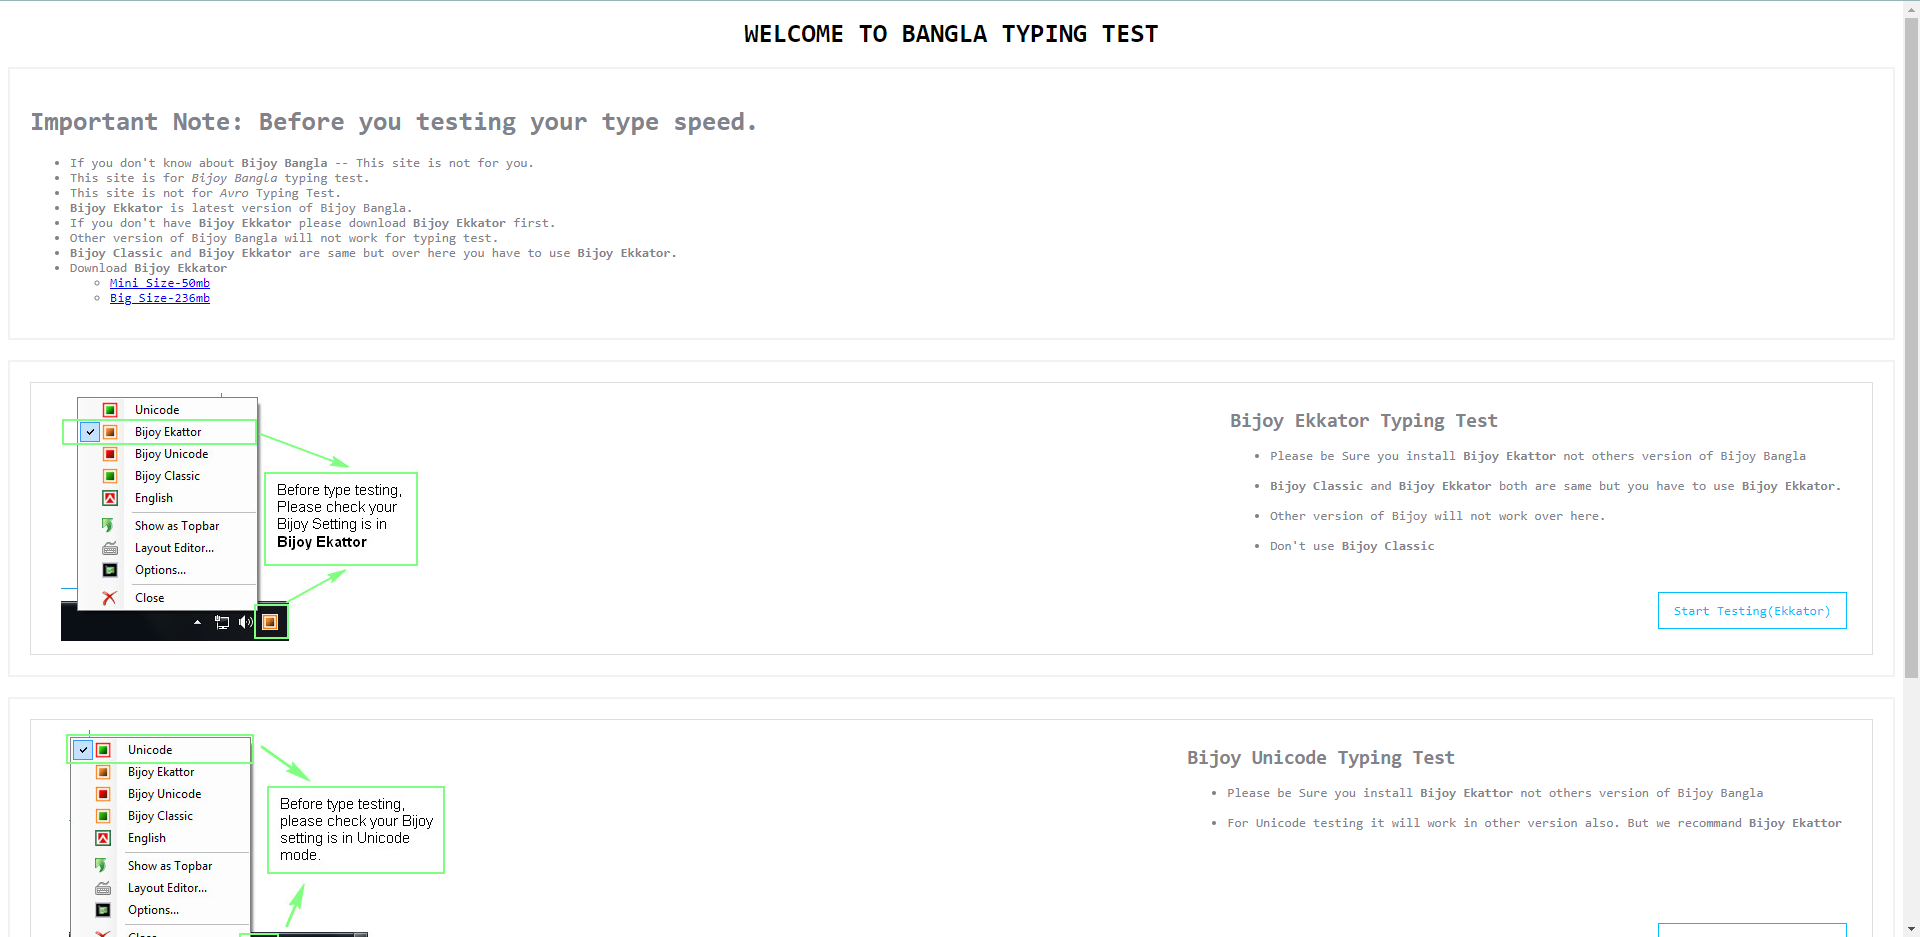 WELCOME TO BANGLA TYPING TEST
Important Note: Before you testing your type speed.
If you don't know about Bijoy Bangla -- This site is not for you.
This site is for Bijoy Bangla typing test.
This site is not for Avro Typing Test.
Bijoy Ekkator is latest version of Bijoy Bangla.
If you don't have Bijoy Ekkator please download Bijoy Ekkator first.
Other version of Bijoy Bangla will not work for typing test.
Bijoy Classic and Bijoy Ekkator are same but over here you have to use Bijoy Ekkator.
Download Bijoy Ekkator
Mini Size-50mb
Big Size-236mb
Unicode
Bijoy Ekattor
Bijoy Unicode
Bijoy Classic
English
Show as Topbar
Layout Editor...
Options...
Close
Before type testing,
Please check your
Bijoy Setting is in
Bijoy Ekattor
Bijoy Ekkator Typing Test
Please be Sure you install Bijoy Ekattor not others version of Bijoy Bangla
Bijoy Classic and Bijoy Ekkator both are same but you have to use Bijoy Ekkator.
Other version of Bijoy will not work over here.
Don't use Bijoy Classic
Start Testing(Ekkator)
Unicode
Bijoy Ekattor
Bijoy Unicode
Bijoy Classic
English
Show as Topbar
Layout Editor...
Options...
Close
Before type testing,
please check your Bijoy
setting is in Unicode
mode.
Bijoy Unicode Typing Test
Please be Sure you install Bijoy Ekattor not others version of Bijoy Bangla
For Unicode testing it will work in other version also. But we recommand Bijoy Ekattor